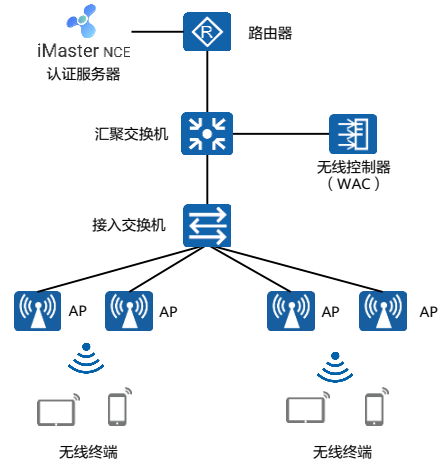 路由器
iMaster NCE
认证服务器
汇聚交换机
无线控制器
（WAC）
接入交换机
AP
AP
AP
AP
无线终端
无线终端